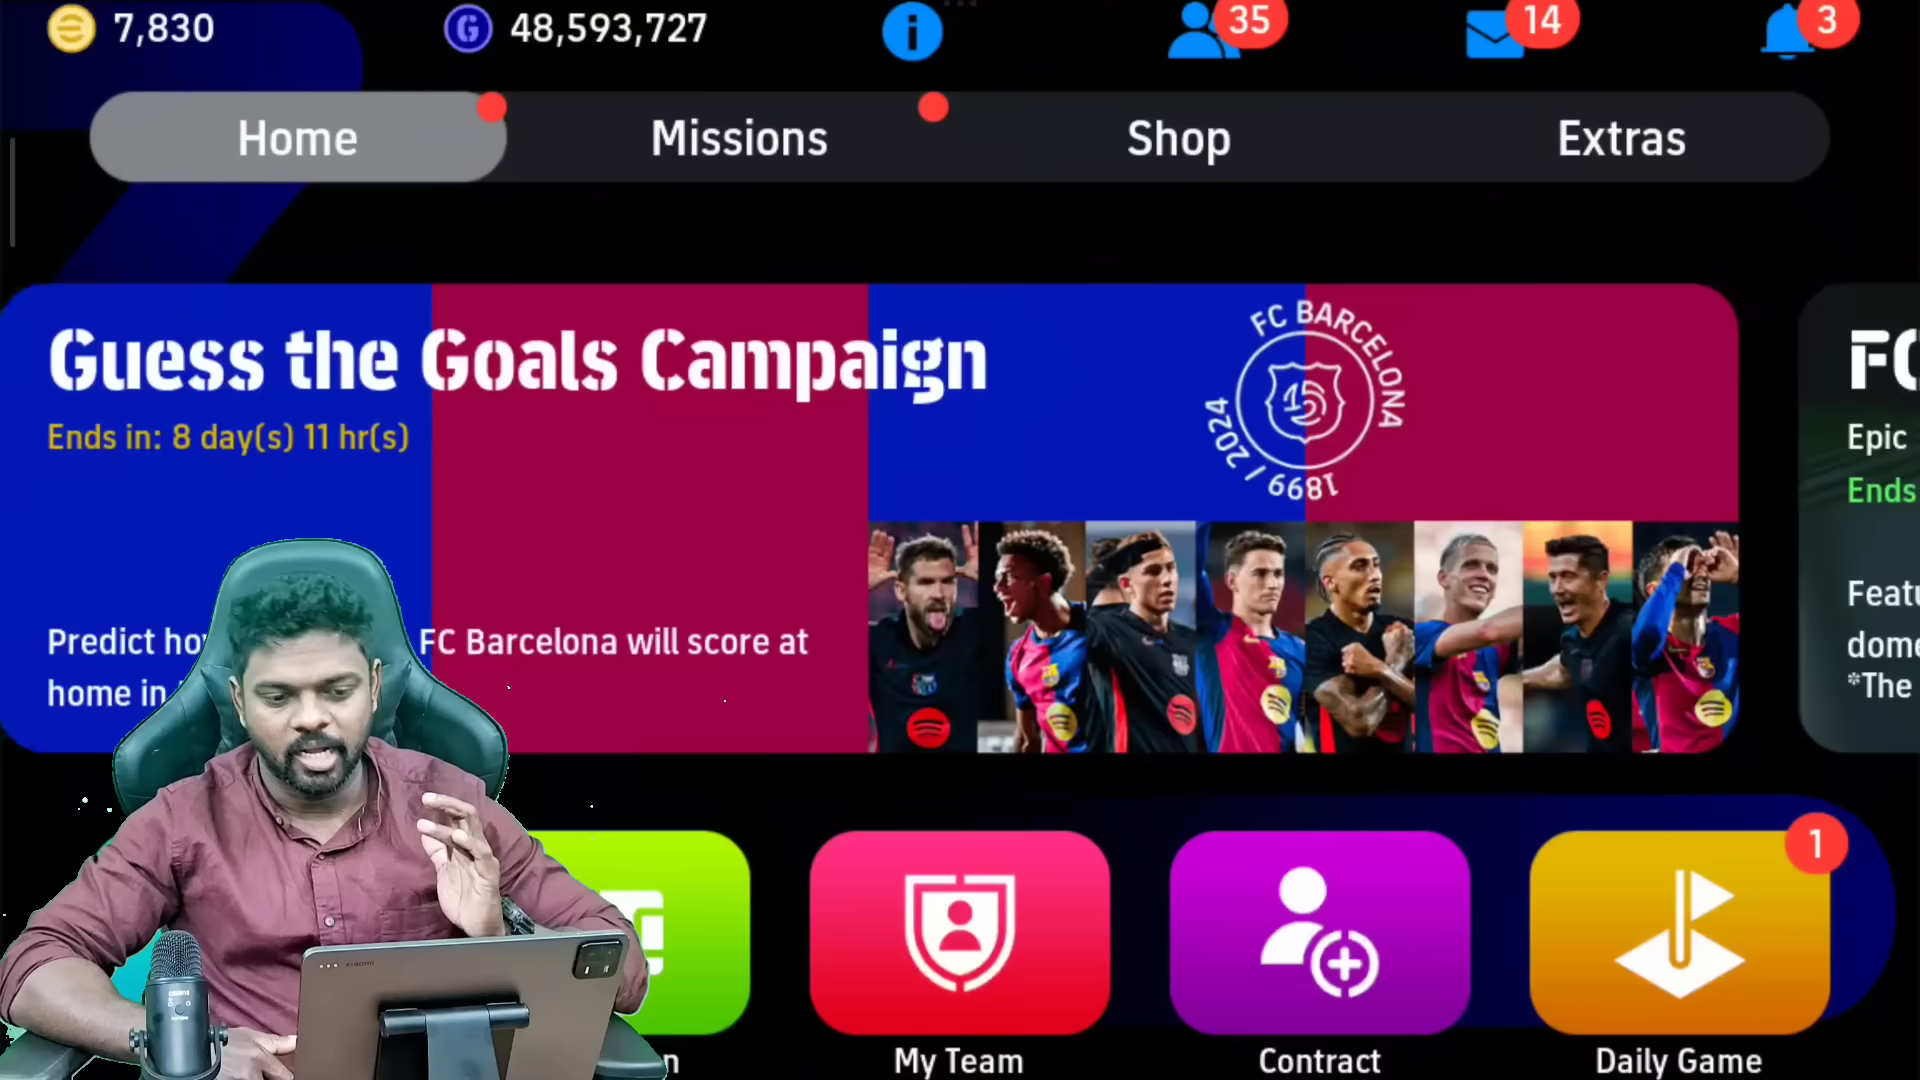 7,830
48,593,727
35
14
3
Home
Missions
Shop
Extras
Guess the Goals Campaign
Ends in: 8 day(s) 11 hr(s)
FC BARCELONA
1899 / 2024
Predict ho
FC Barcelona will score at
home in
FC
Epic
Ends
Featu
dome
*The
1
n
My Team
Contract
Daily Game